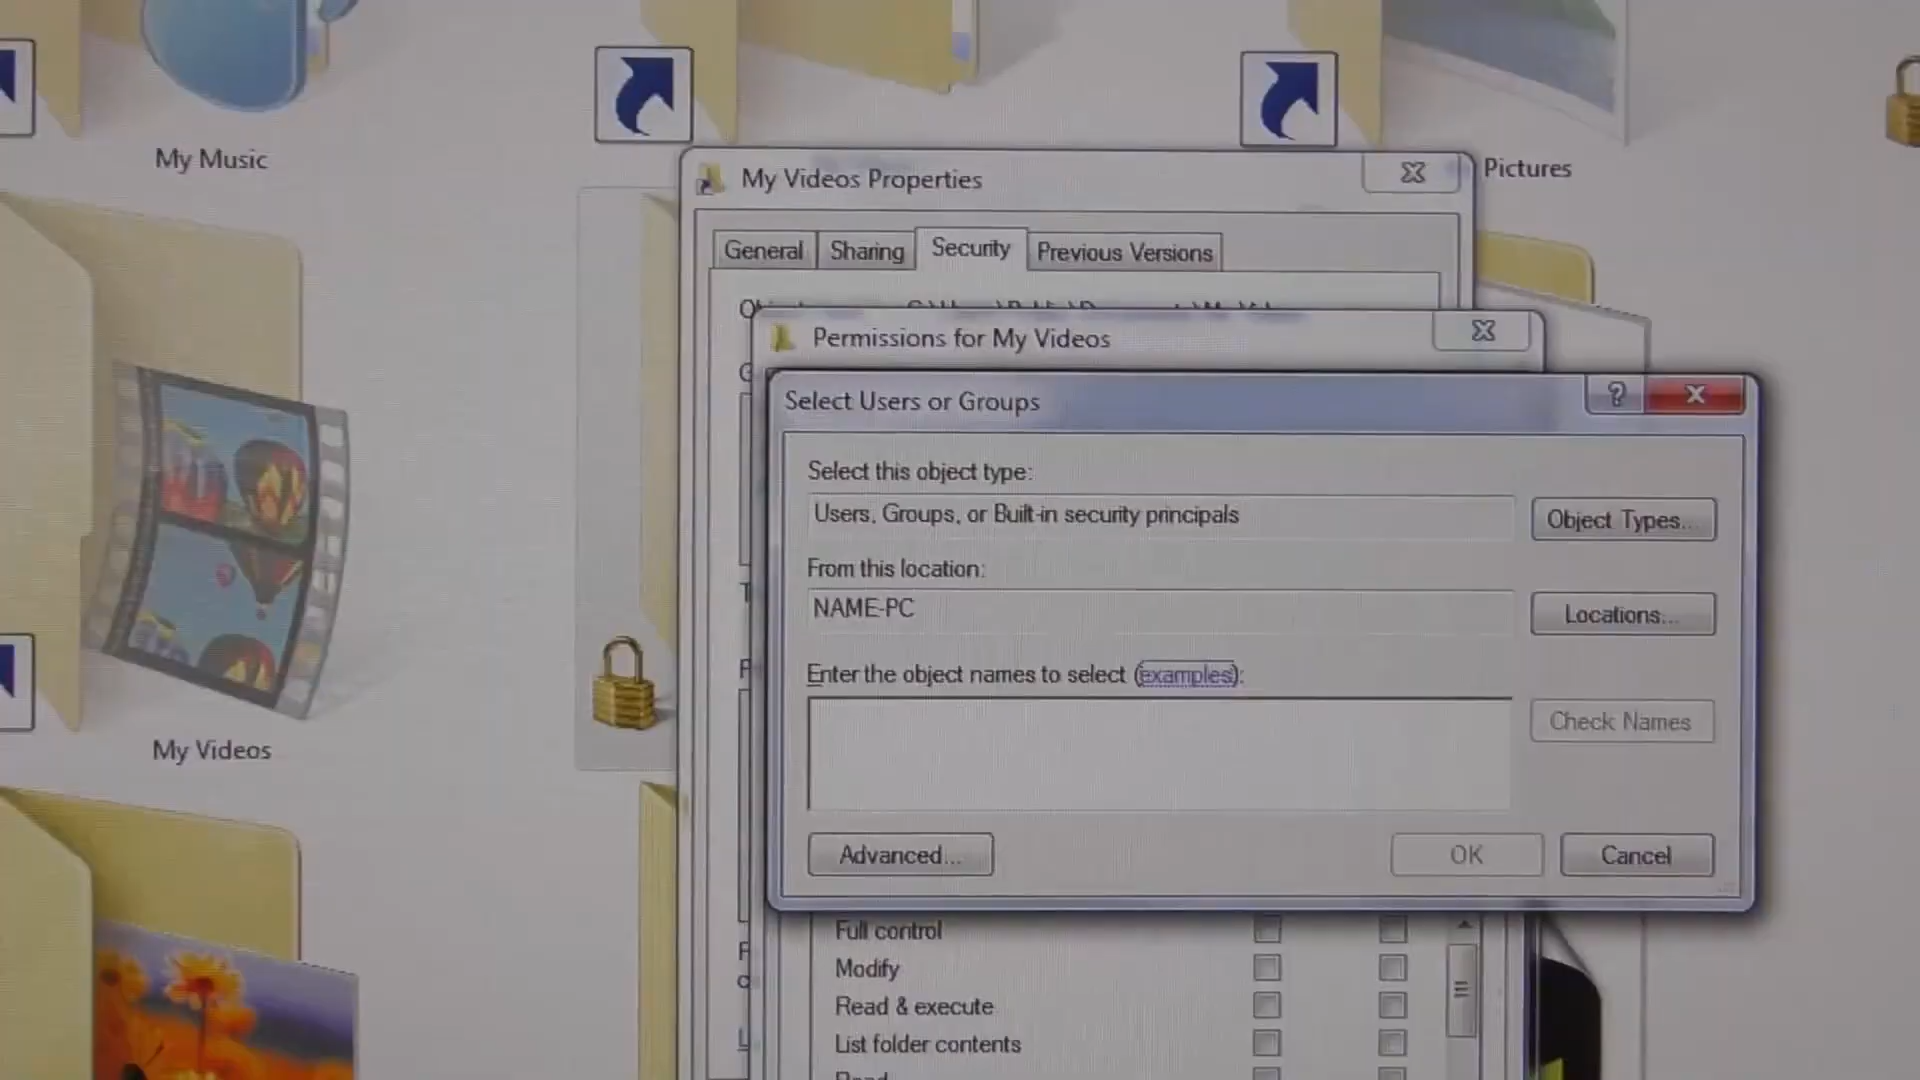 My Music
Pictures
My Videos Properties
General
Sharing
Security
Previous Versions
Permissions for My Videos
Select Users or Groups
Select this object type:
Users, Groups, or Built-in security principals
Object Types...
From this location:
NAME-PC
Locations...
Enter the object names to select (examples):
Check Names
My Videos
Advanced...
OK
Cancel
Full control
Modify
Read & execute
List folder contents